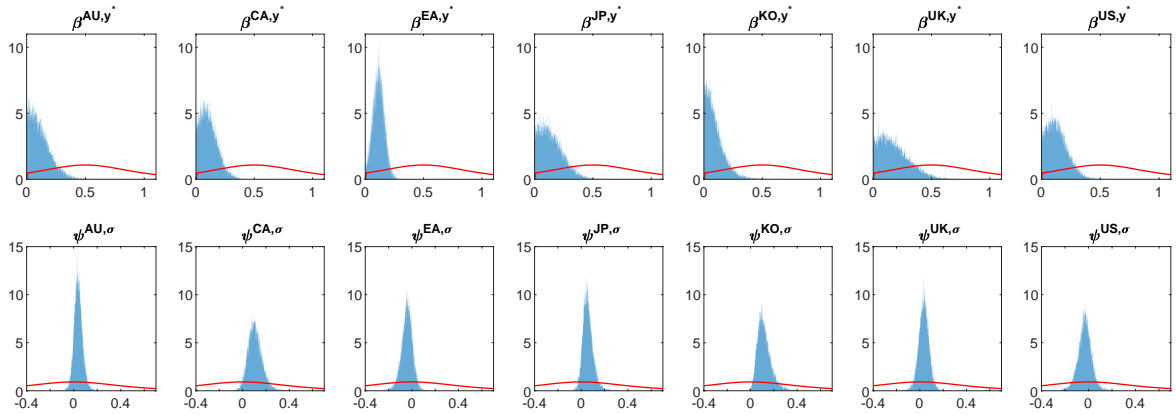 β^AU,y* β^CA,y* β^EA,y* β^JP,y* β^KO,y* β^UK,y* β^US,y*
10 10 10 10 10 10 10
5 5 5 5 5 5 5
0 0 0 0 0 0 0
0 0.5 1 0 0.5 1 0 0.5 1 0 0.5 1 0 0.5 1 0 0.5 1 0 0.5 1
ψ^AU,σ ψ^CA,σ ψ^EA,σ ψ^JP,σ ψ^KO,σ ψ^UK,σ ψ^US,σ
15 15 15 15 15 15 15
10 10 10 10 10 10 10
5 5 5 5 5 5 5
0 0 0 0 0 0 0
-0.4 0 0.4 -0.4 0 0.4 -0.4 0 0.4 -0.4 0 0.4 -0.4 0 0.4 -0.4 0 0.4 -0.4 0 0.4